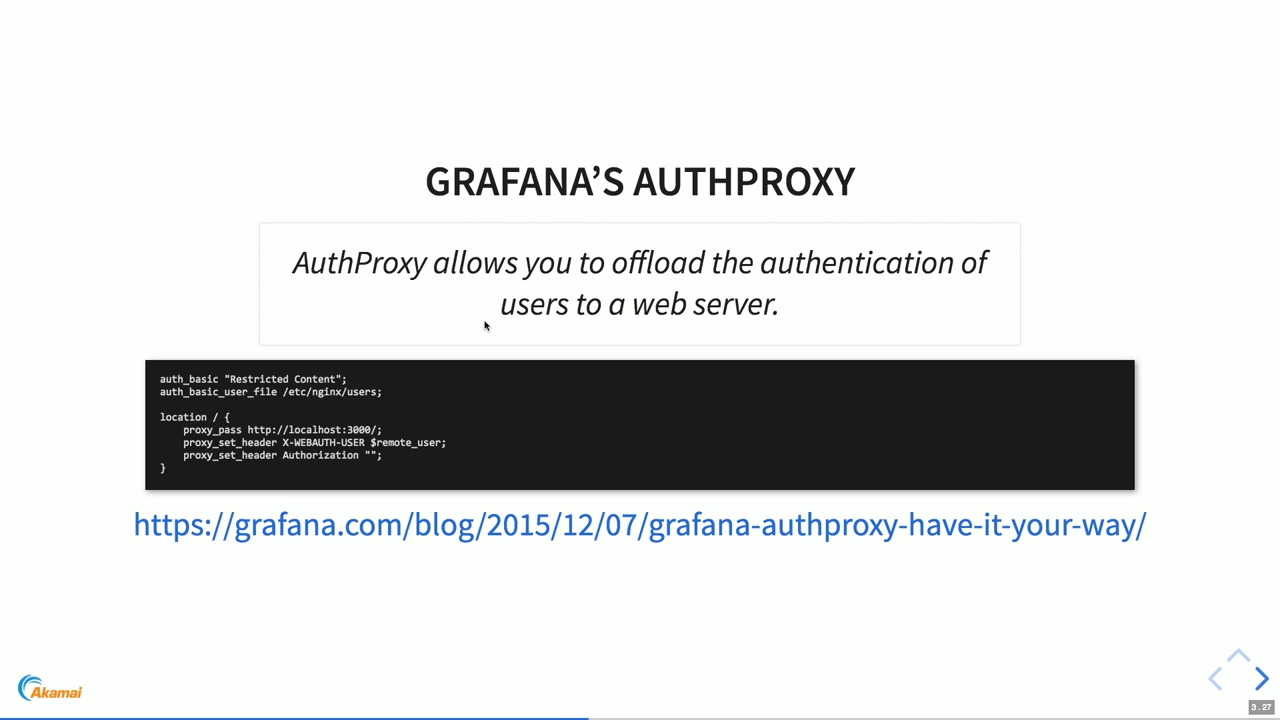 GRAFANA’S AUTHPROXY
AuthProxy allows you to offload the authentication of
users to a web server.
auth_basic "Restricted Content";
auth_basic_user_file /etc/nginx/users;
location / {
proxy_pass http://localhost:3000/;
proxy_set_header X-WEBAUTH-USER $remote_user;
proxy_set_header Authorization "";
}
https://grafana.com/blog/2015/12/07/grafana-authproxy-have-it-your-way/
Akamai
3.27